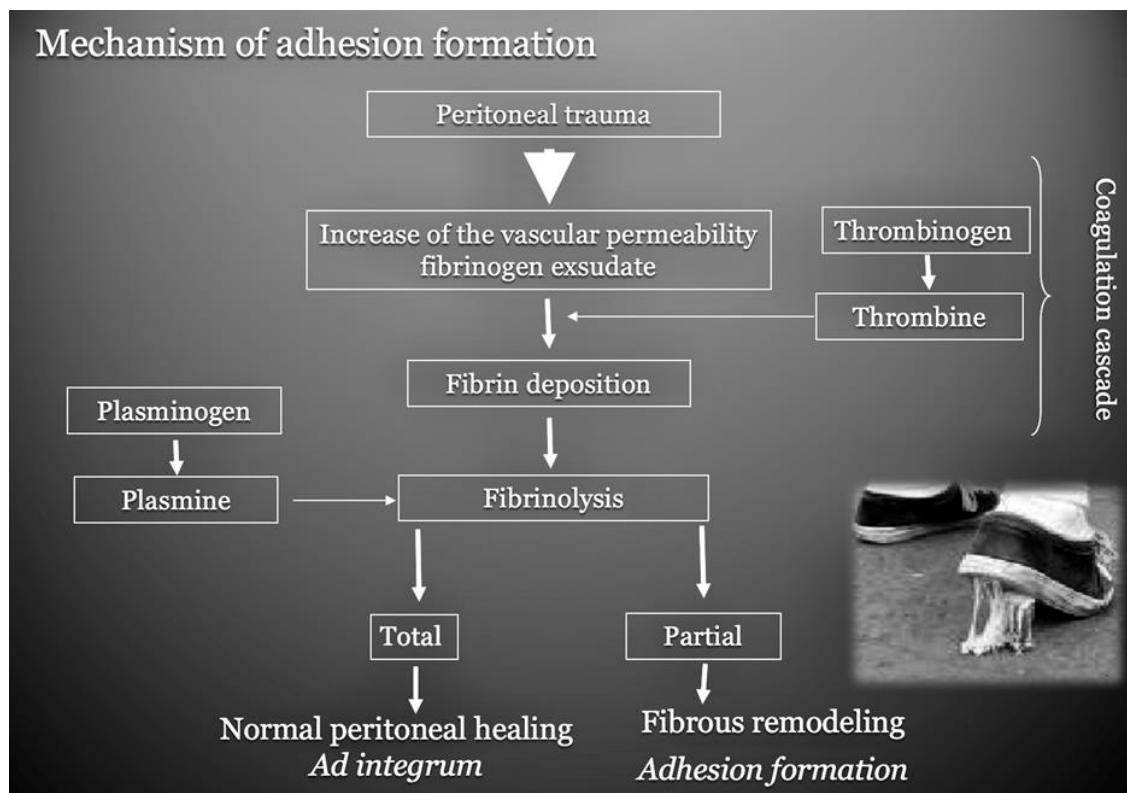 Mechanism of adhesion formation
Peritoneal trauma
Increase of the vascular permeability
fibrinogen exsudate
Thrombinogen
Thrombine
Coagulation cascade
Fibrin deposition
Plasminogen
Plasmine
Fibrinolysis
Total
Partial
Normal peritoneal healing
Ad integrum
Fibrous remodeling
Adhesion formation